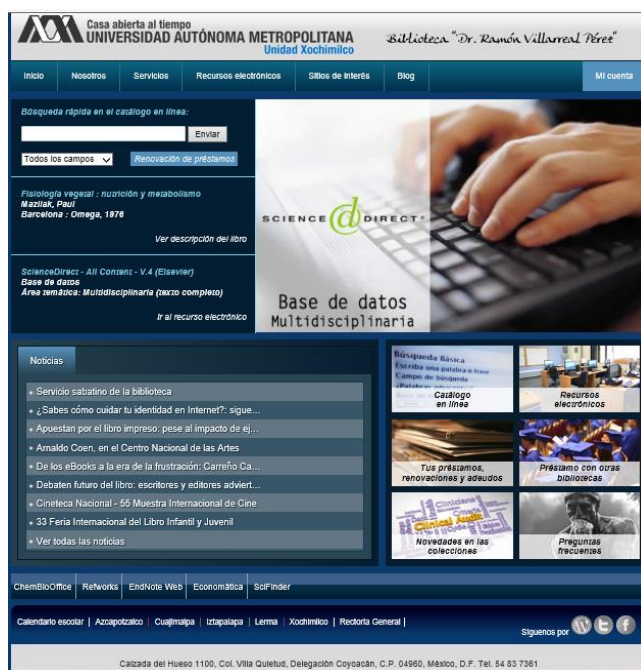 Casa abierta al tiempo
UNIVERSIDAD AUTÓNOMA METROPOLITANA
Unidad Xochimilco
Biblioteca "Dr. Ramón Villarreal Pérez"
Inicio Nosotros Servicios Recursos electrónicos Sitios de Interés Blog Mi cuenta
Búsqueda rápida en el catálogo en línea:
Enviar
Todos los campos Renovación de préstamos
Fisiología vegetal : nutrición y metabolismo
Mazliak, Paul
Barcelona : Omega, 1976
Ver descripción del libro
ScienceDirect - All Content - V.4 (Elsevier)
Base de datos
Área temática: Multidisciplinaria (texto completo)
Ir al recurso electrónico
SCIENCE d DIRECT
Base de datos
Multidisciplinaria
Noticias
Servicio sabatino de la biblioteca
¿Sabes cómo cuidar tu identidad en Internet?: sigue...
Apuestan por el libro impreso: pese al impacto de ej...
Arnaldo Coen, en el Centro Nacional de las Artes
De los eBooks a la era de la frustración: Carreño Ca...
Debaten futuro del libro: escritores y editores adviert...
Cineteca Nacional - 55 Muestra Internacional de Cine
33 Feria Internacional del Libro Infantil y Juvenil
Ver todas las noticias
Búsqueda Básica
Escriba una palabra o frase
Campo de búsqueda
Catálogo
en línea
Recursos
electrónicos
Tus préstamos,
renovaciones y adeudos
Préstamo con otras
bibliotecas
Clinical Audit
Novedades en las
colecciones
Preguntas
frecuentes
ChemBioOffice Refworks EndNote Web Economática SciFinder
Calendario escolar | Azcapotzalco | Cuajimalpa | Iztapalapa | Lerma | Xochimilco | Rectoría General |
Síguenos por
Calzada del Hueso 1100, Col. Villa Quietud, Delegación Coyoacán, C.P. 04960, México, D.F. Tel. 54 83 7361